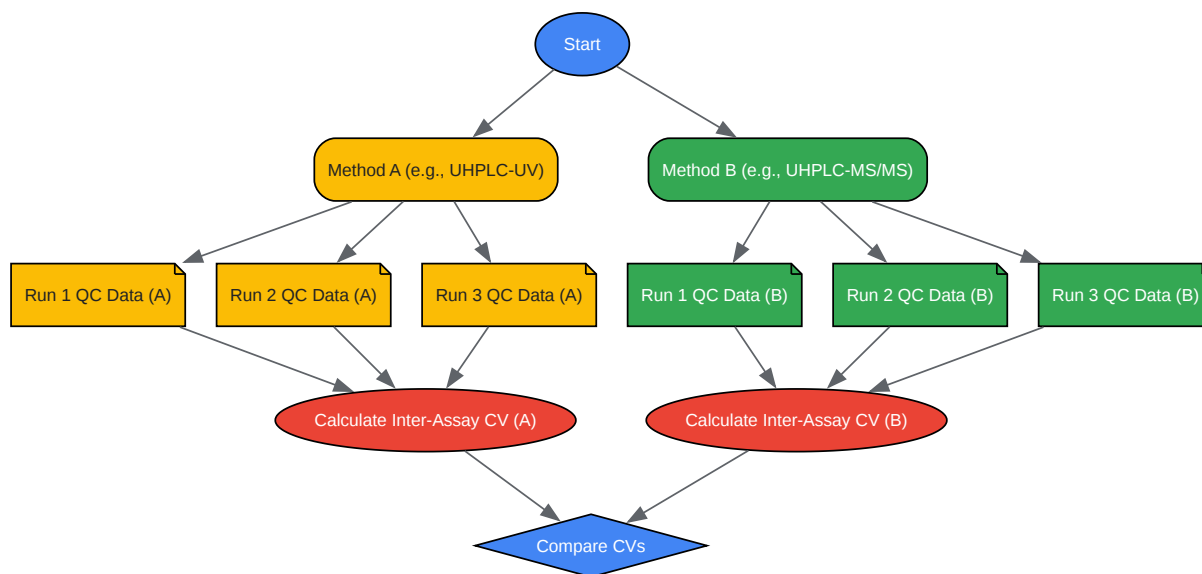 Start
Method A (e.g., UHPLC-UV)
Method B (e.g., UHPLC-MS/MS)
Run 1 QC Data (A)
Run 2 QC Data (A)
Run 3 QC Data (A)
Run 1 QC Data (B)
Run 2 QC Data (B)
Run 3 QC Data (B)
Calculate Inter-Assay CV (A)
Calculate Inter-Assay CV (B)
Compare CVs